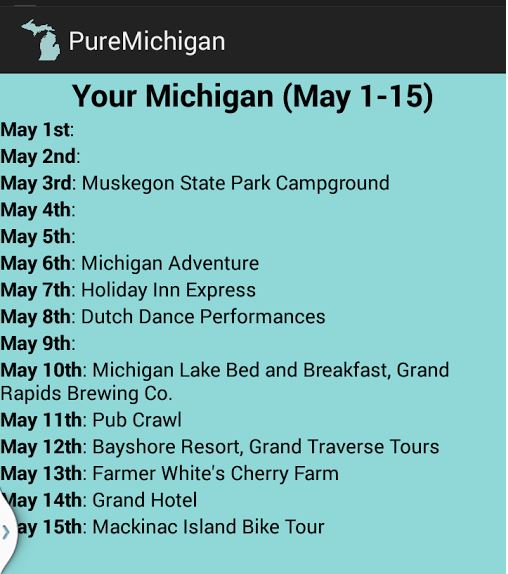 PureMichigan
Your Michigan (May 1-15)
May 1st:
May 2nd:
May 3rd: Muskegon State Park Campground
May 4th:
May 5th:
May 6th: Michigan Adventure
May 7th: Holiday Inn Express
May 8th: Dutch Dance Performances
May 9th:
May 10th: Michigan Lake Bed and Breakfast, Grand
Rapids Brewing Co.
May 11th: Pub Crawl
May 12th: Bayshore Resort, Grand Traverse Tours
May 13th: Farmer White's Cherry Farm
May 14th: Grand Hotel
May 15th: Mackinac Island Bike Tour